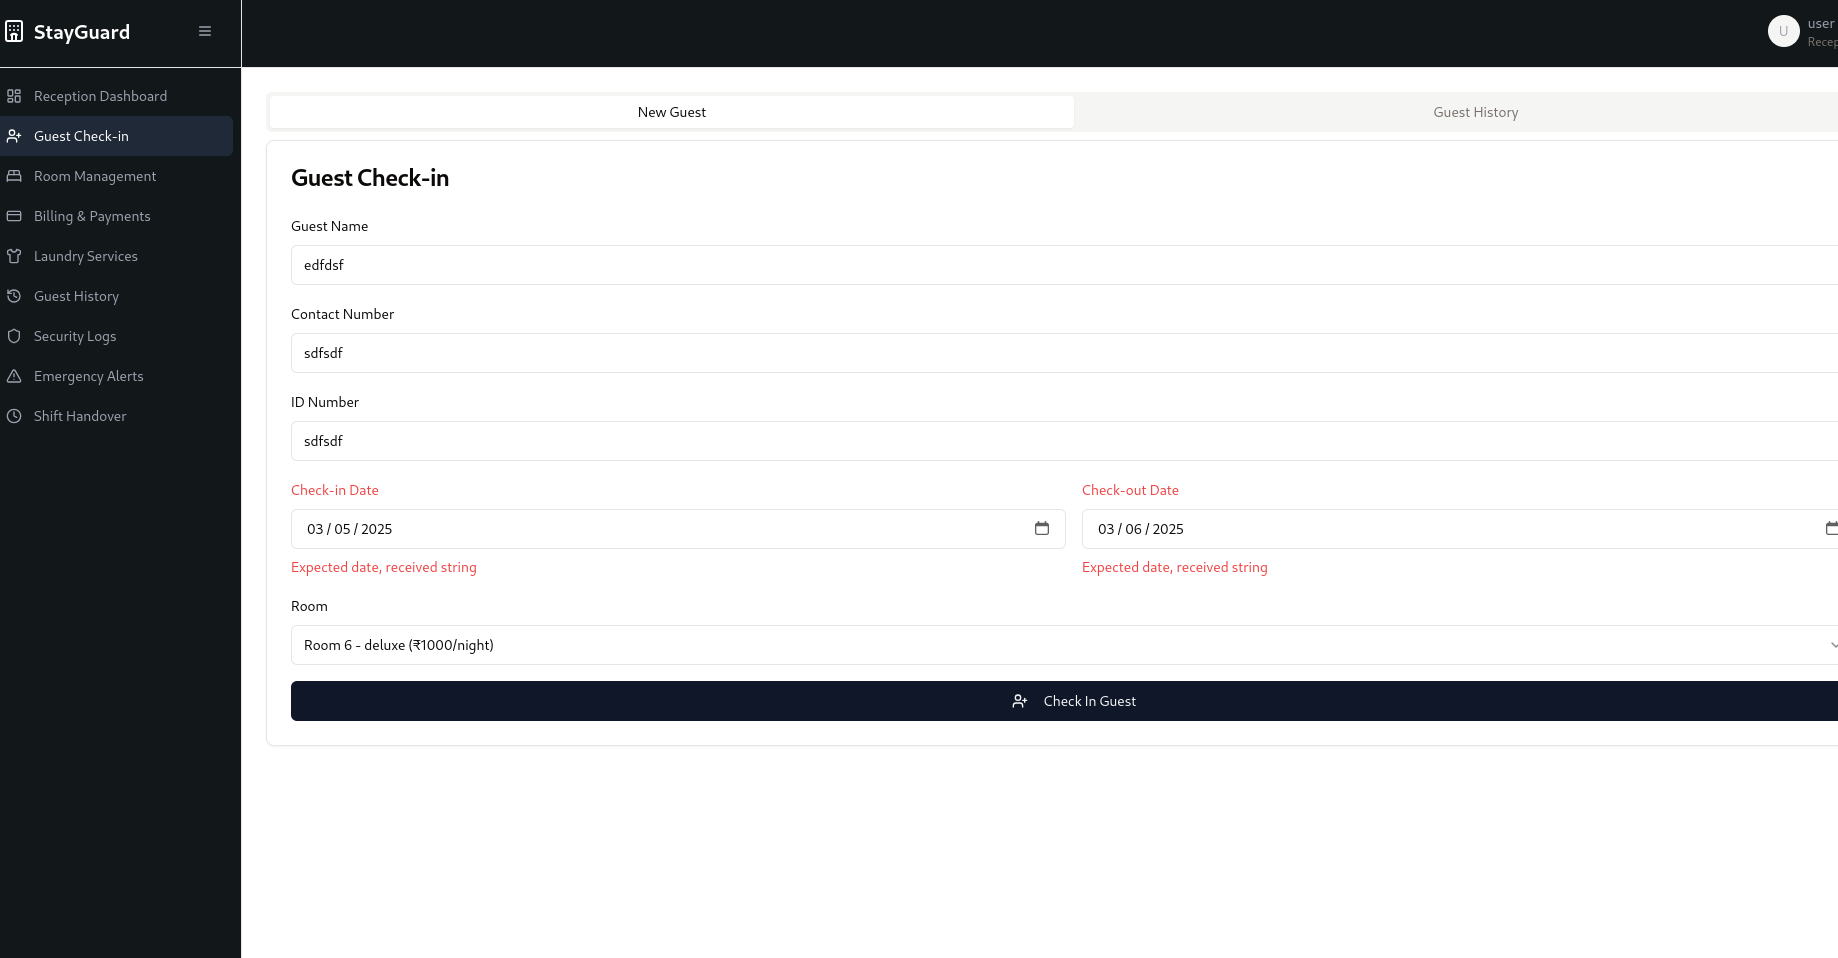 StayGuard
U
user
Recep
Reception Dashboard
Guest Check-in
Room Management
Billing & Payments
Laundry Services
Guest History
Security Logs
Emergency Alerts
Shift Handover
New Guest
Guest History
Guest Check-in
Guest Name
edfdsf
Contact Number
sdfsdf
ID Number
sdfsdf
Check-in Date
Check-out Date
03 / 05 / 2025
03 / 06 / 2025
Expected date, received string
Expected date, received string
Room
Room 6 - deluxe (₹1000/night)
Check In Guest